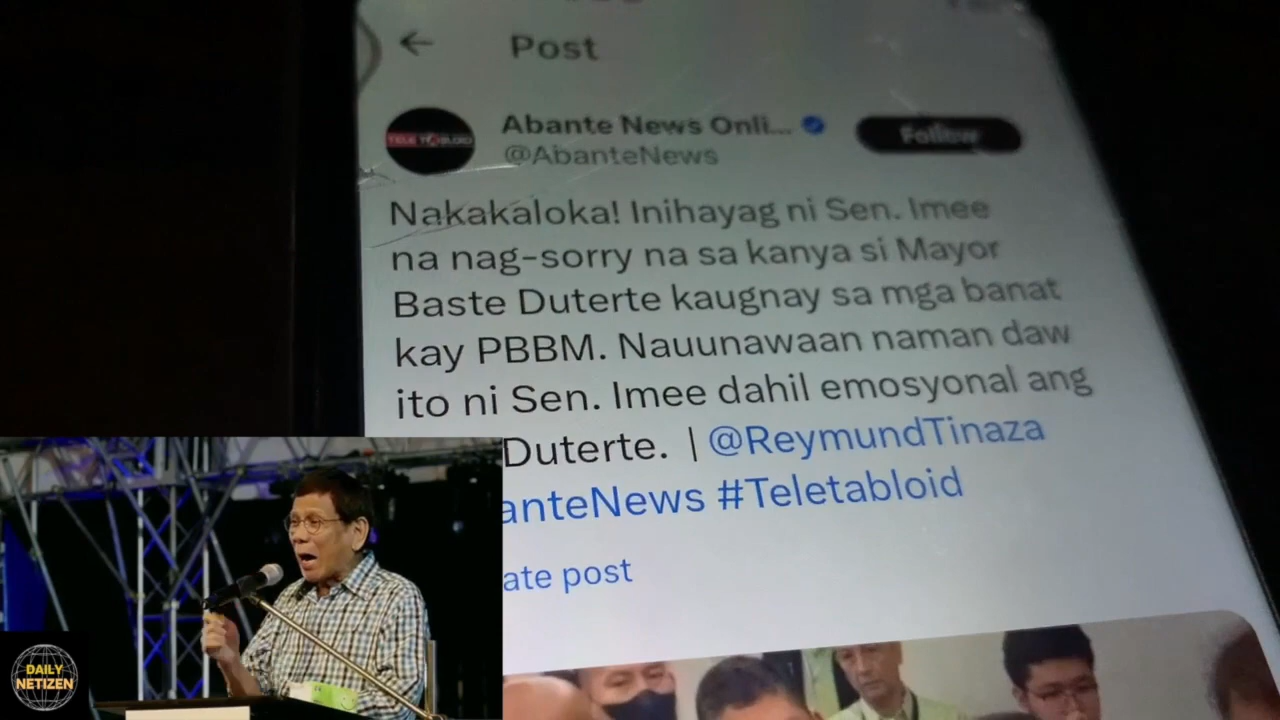 Post
Abante News Onli...
@AbanteNews
Follow
TELETABLOID
Nakakaloka! Inihayag ni Sen. Imee
na nag-sorry na sa kanya si Mayor
Baste Duterte kaugnay sa mga banat
kay PBBM. Nauunawaan naman daw
ito ni Sen. Imee dahil emosyonal ang
Duterte. | @ReymundTinaza
anteNews #Teletabloid
ate post
DAILY
NETIZEN